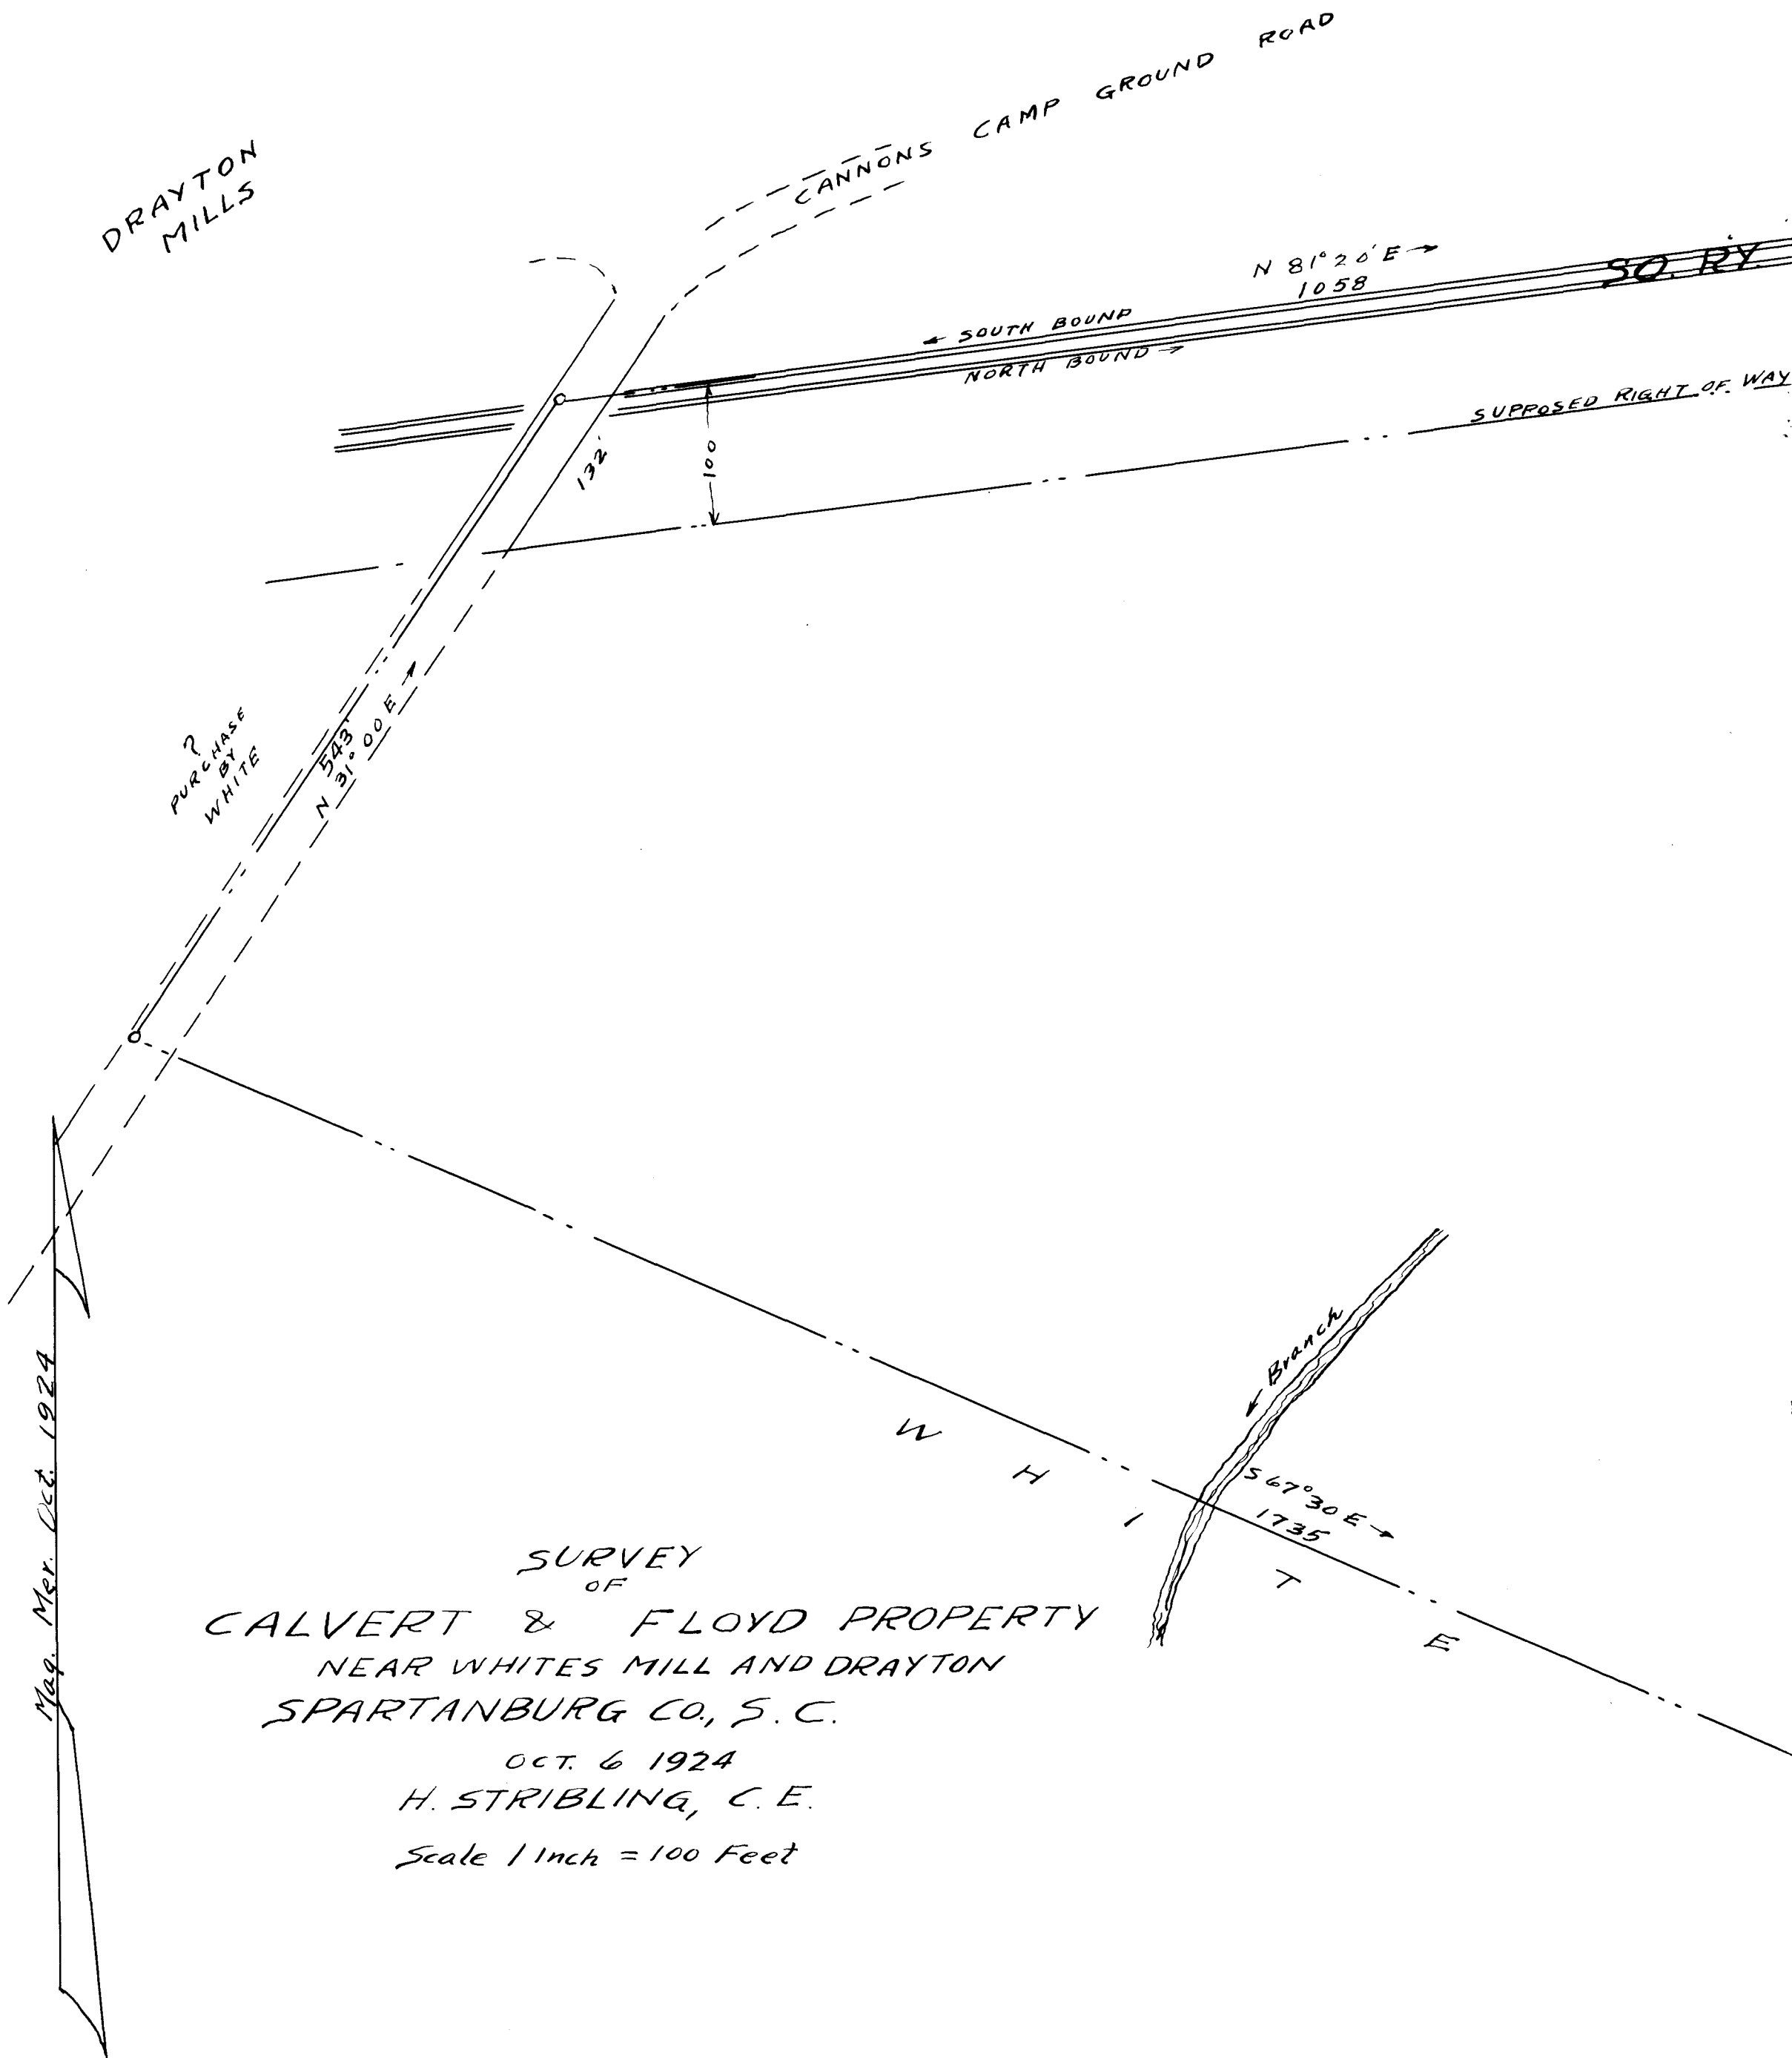 CANNONS CAMP GROUND ROAD
DRAYTON
MILLS
N 81° 20' E →
1058
SO. RY.
← SOUTH BOUND
NORTH BOUND →
SUPPOSED RIGHT OF WAY
132'
100
?
PURCHASE
BY
WHITE
543'
N 31° 00 E
Branch
S 67° 30 E →
1735
WHITE
Mag. Mer. Oct. 1924
SURVEY
OF
CALVERT & FLOYD PROPERTY
NEAR WHITES MILL AND DRAYTON
SPARTANBURG CO., S. C.
OCT. 6 1924
H. STRIBLING, C. E.
Scale 1 Inch = 100 Feet